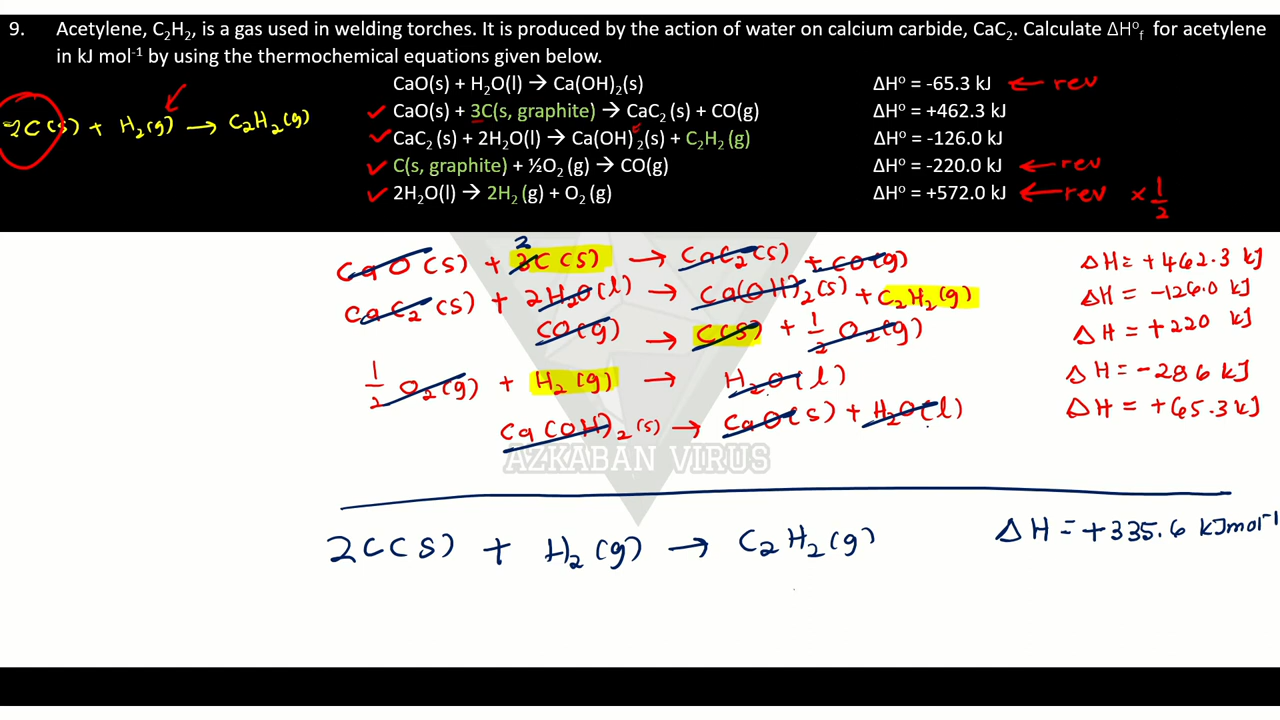 9. Acetylene, C₂H₂, is a gas used in welding torches. It is produced by the action of water on calcium carbide, CaC₂. Calculate ΔHᵒf for acetylene
in kJ mol⁻¹ by using the thermochemical equations given below.
CaO(s) + H₂O(l) → Ca(OH)₂(s) ΔHᵒ = -65.3 kJ ← rev
✓ CaO(s) + 3C(s, graphite) → CaC₂ (s) + CO(g) ΔHᵒ = +462.3 kJ
2C(s) + H₂(g) → C₂H₂(g)
✓ CaC₂ (s) + 2H₂O(l) → Ca(OH)₂(s) + C₂H₂ (g) ΔHᵒ = -126.0 kJ
✓ C(s, graphite) + ½O₂ (g) → CO(g) ΔHᵒ = -220.0 kJ ← rev
✓ 2H₂O(l) → 2H₂ (g) + O₂ (g) ΔHᵒ = +572.0 kJ ← rev × 1/2
2
CaO(s) + 3C(s) → CaC₂(s) + CO(g) ΔH = +462.3 kJ
CaC₂(s) + 2H₂O(l) → Ca(OH)₂(s) + C₂H₂(g) ΔH = -126.0 kJ
CO(g) → C(s) + 1/2 O₂(g) ΔH = +220 kJ
1/2 O₂(g) + H₂(g) → H₂O(l) ΔH = -286 kJ
Ca(OH)₂(s) → CaO(s) + H₂O(l) ΔH = +65.3 kJ
AZKABAN VIRUS
2C(s) + H₂(g) → C₂H₂(g) ΔH = +335.6 kJmol⁻¹